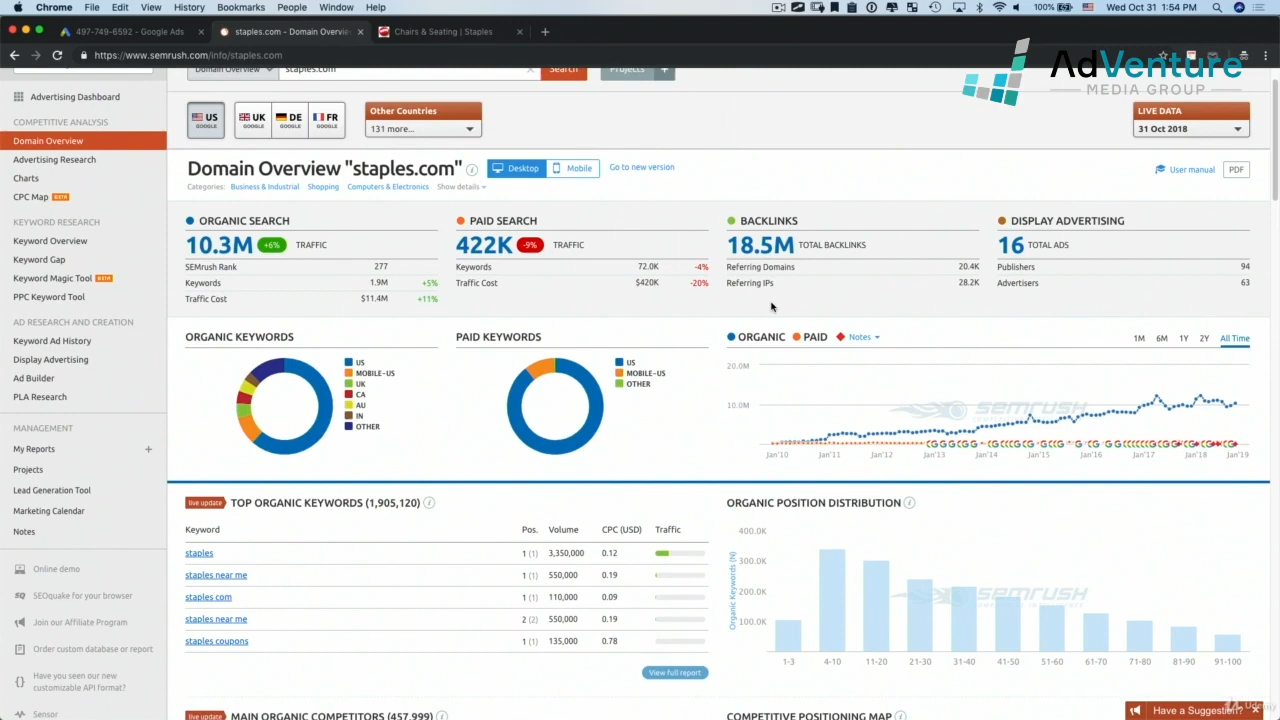 Chrome File Edit View History Bookmarks People Window Help 100% Wed Oct 31 1:54 PM
497-749-6592 - Google Ads × staples.com - Domain Overvie × Chairs & Seating | Staples × +
https://www.semrush.com/info/staples.com
Domain Overview staples.com × Search Projects +
AdVenture
MEDIA GROUP
Advertising Dashboard
COMPETITIVE ANALYSIS
Domain Overview
Advertising Research
Charts
CPC Map BETA
KEYWORD RESEARCH
Keyword Overview
Keyword Gap
Keyword Magic Tool BETA
PPC Keyword Tool
AD RESEARCH AND CREATION
Keyword Ad History
Display Advertising
Ad Builder
PLA Research
MANAGEMENT
My Reports +
Projects
Lead Generation Tool
Marketing Calendar
Notes
Online demo
SEOquake for your browser
Join our Affiliate Program
Order custom database or report
Have you seen our new
customizable API format?
Sensor
US GOOGLE UK GOOGLE DE GOOGLE FR GOOGLE
Other Countries
131 more...
LIVE DATA
31 Oct 2018
Domain Overview "staples.com" i Desktop Mobile Go to new version User manual PDF
Categories: Business & Industrial Shopping Computers & Electronics Show details
ORGANIC SEARCH
10.3M +6% TRAFFIC
SEMrush Rank 277
Keywords 1.9M +5%
Traffic Cost $11.4M +11%
PAID SEARCH
422K -9% TRAFFIC
Keywords 72.0K -4%
Traffic Cost $420K -20%
BACKLINKS
18.5M TOTAL BACKLINKS
Referring Domains 20.4K
Referring IPs 28.2K
DISPLAY ADVERTISING
16 TOTAL ADS
Publishers 94
Advertisers 63
ORGANIC KEYWORDS
US
MOBILE-US
UK
CA
AU
IN
OTHER
PAID KEYWORDS
US
MOBILE-US
OTHER
ORGANIC PAID Notes 1M 6M 1Y 2Y All Time
20.0M
10.0M
SEMRUSH
Jan'10 Jan'11 Jan'12 Jan'13 Jan'14 Jan'15 Jan'16 Jan'17 Jan'18 Jan'19
live update TOP ORGANIC KEYWORDS (1,905,120) i
Keyword Pos. Volume CPC (USD) Traffic
staples 1 (1) 3,350,000 0.12
staples near me 1 (1) 550,000 0.19
staples com 1 (1) 110,000 0.09
staples near me 2 (2) 550,000 0.19
staples coupons 1 (1) 135,000 0.78
View full report
ORGANIC POSITION DISTRIBUTION i
Organic Keywords (N)
400.0K
300.0K
200.0K
100.0K
SEMRUSH
1-3 4-10 11-20 21-30 31-40 41-50 51-60 61-70 71-80 81-90 91-100
live update MAIN ORGANIC COMPETITORS (457,999) i
COMPETITIVE POSITIONING MAP i
Have a Suggestion? ×
Udemy